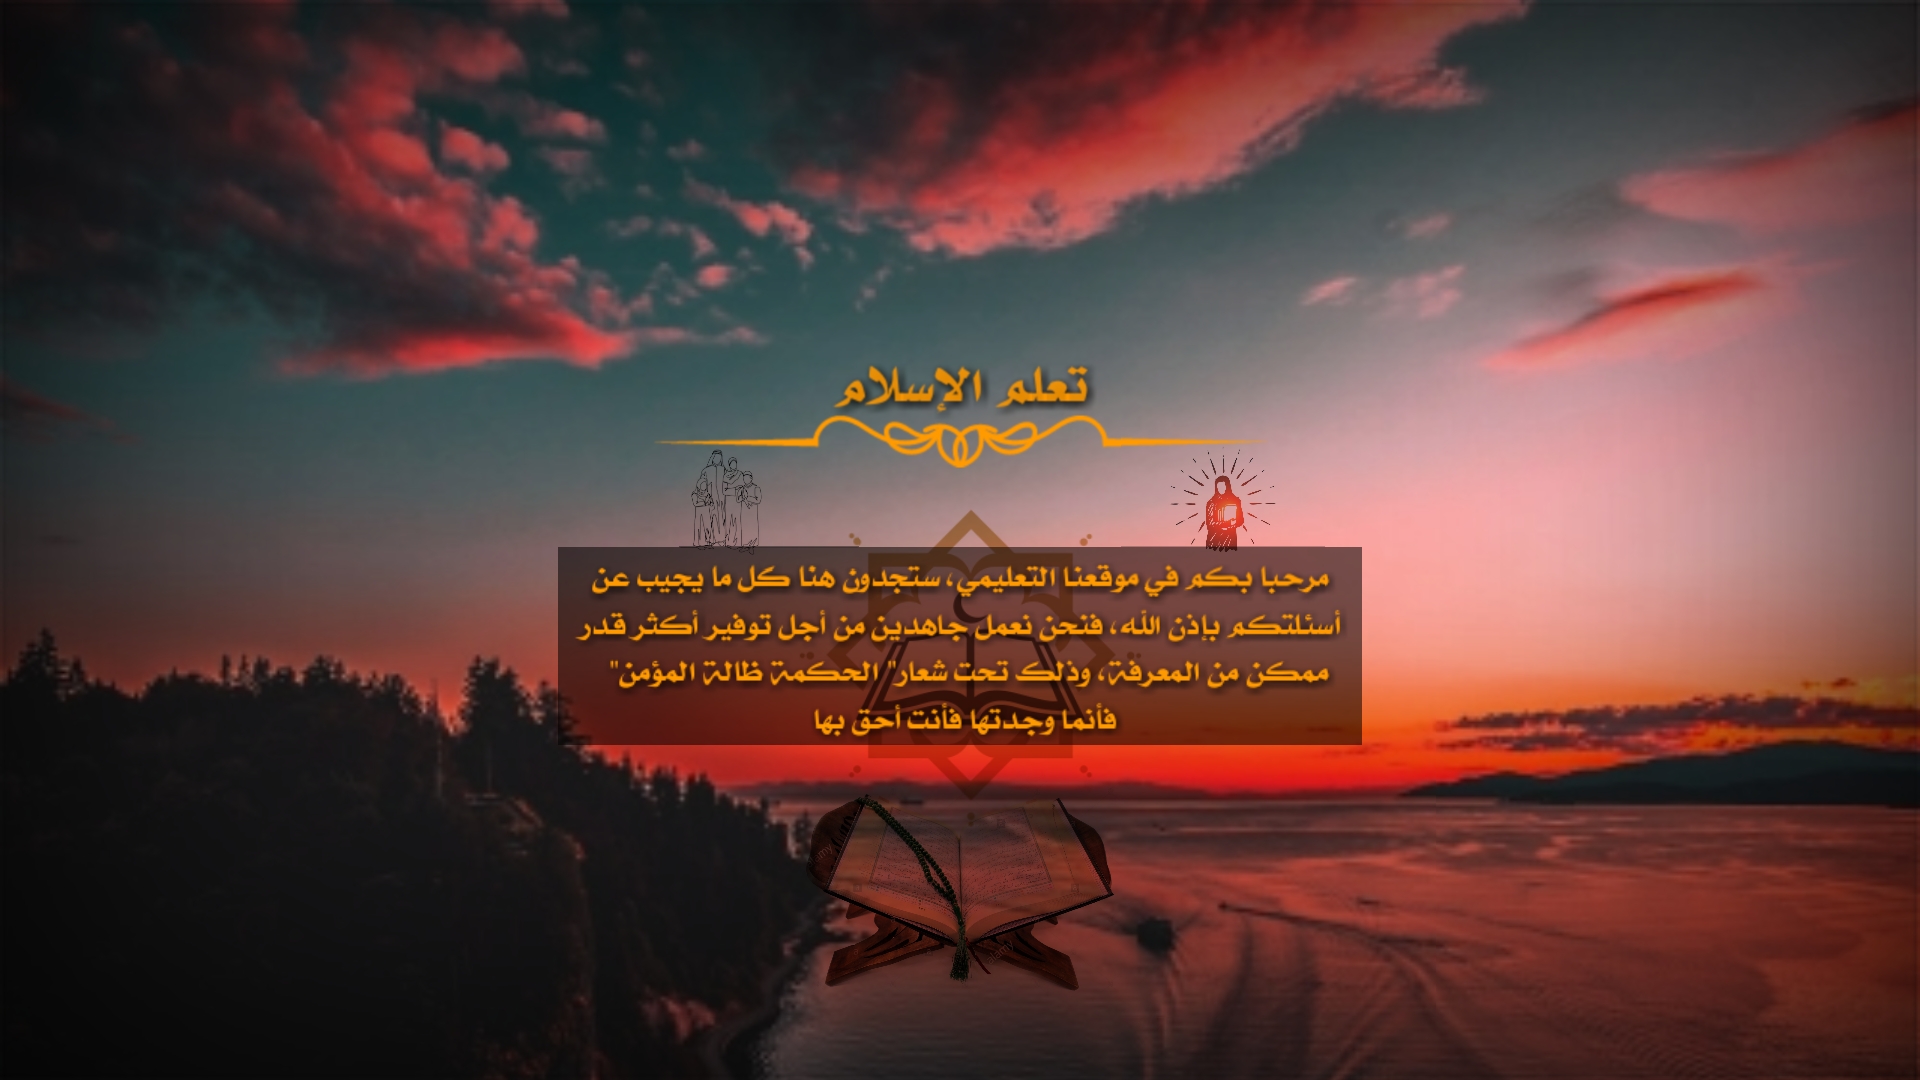 تعلم الإسلام
مرحبا بكم في موقعنا التعليمي، ستجدون هنا كل ما يجيب عن
أسئلتكم بإذن الله، فنحن نعمل جاهدين من أجل توفير أكثر قدر
ممكن من المعرفة، وذلك تحت شعار" الحكمة ظالة المؤمن"
فأنما وجدتها فأنت أحق بها